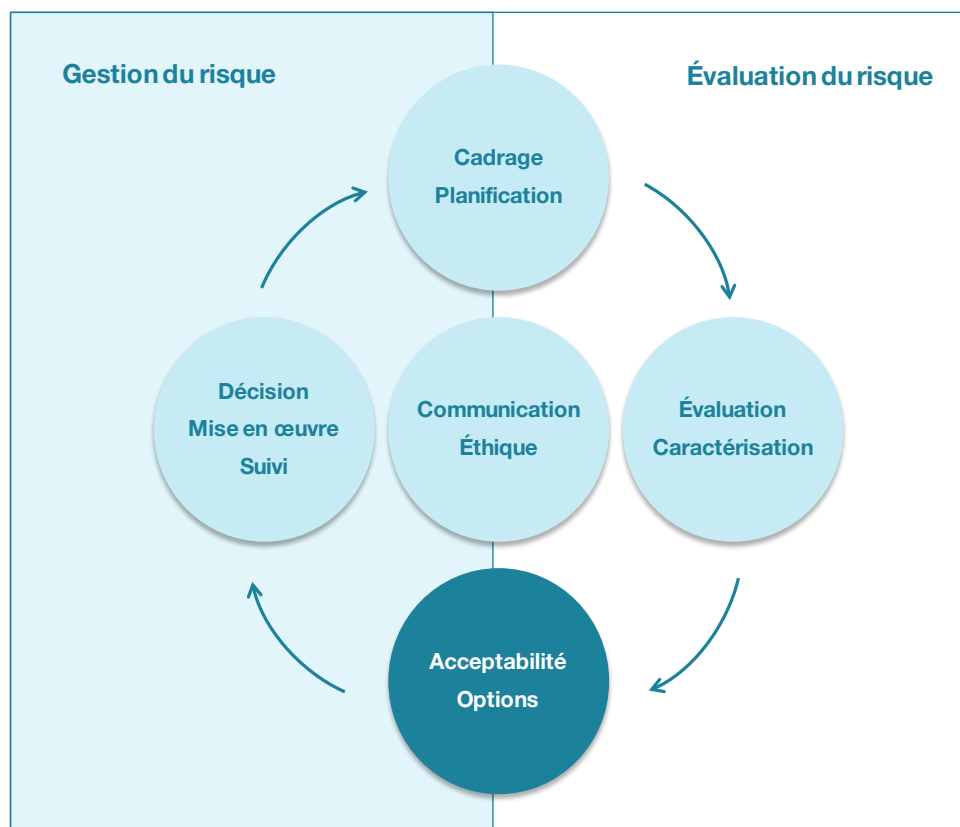 Gestion du risque
Évaluation du risque
Cadrage
Planification
Décision
Mise en œuvre
Suivi
Communication
Éthique
Évaluation
Caractérisation
Acceptabilité
Options